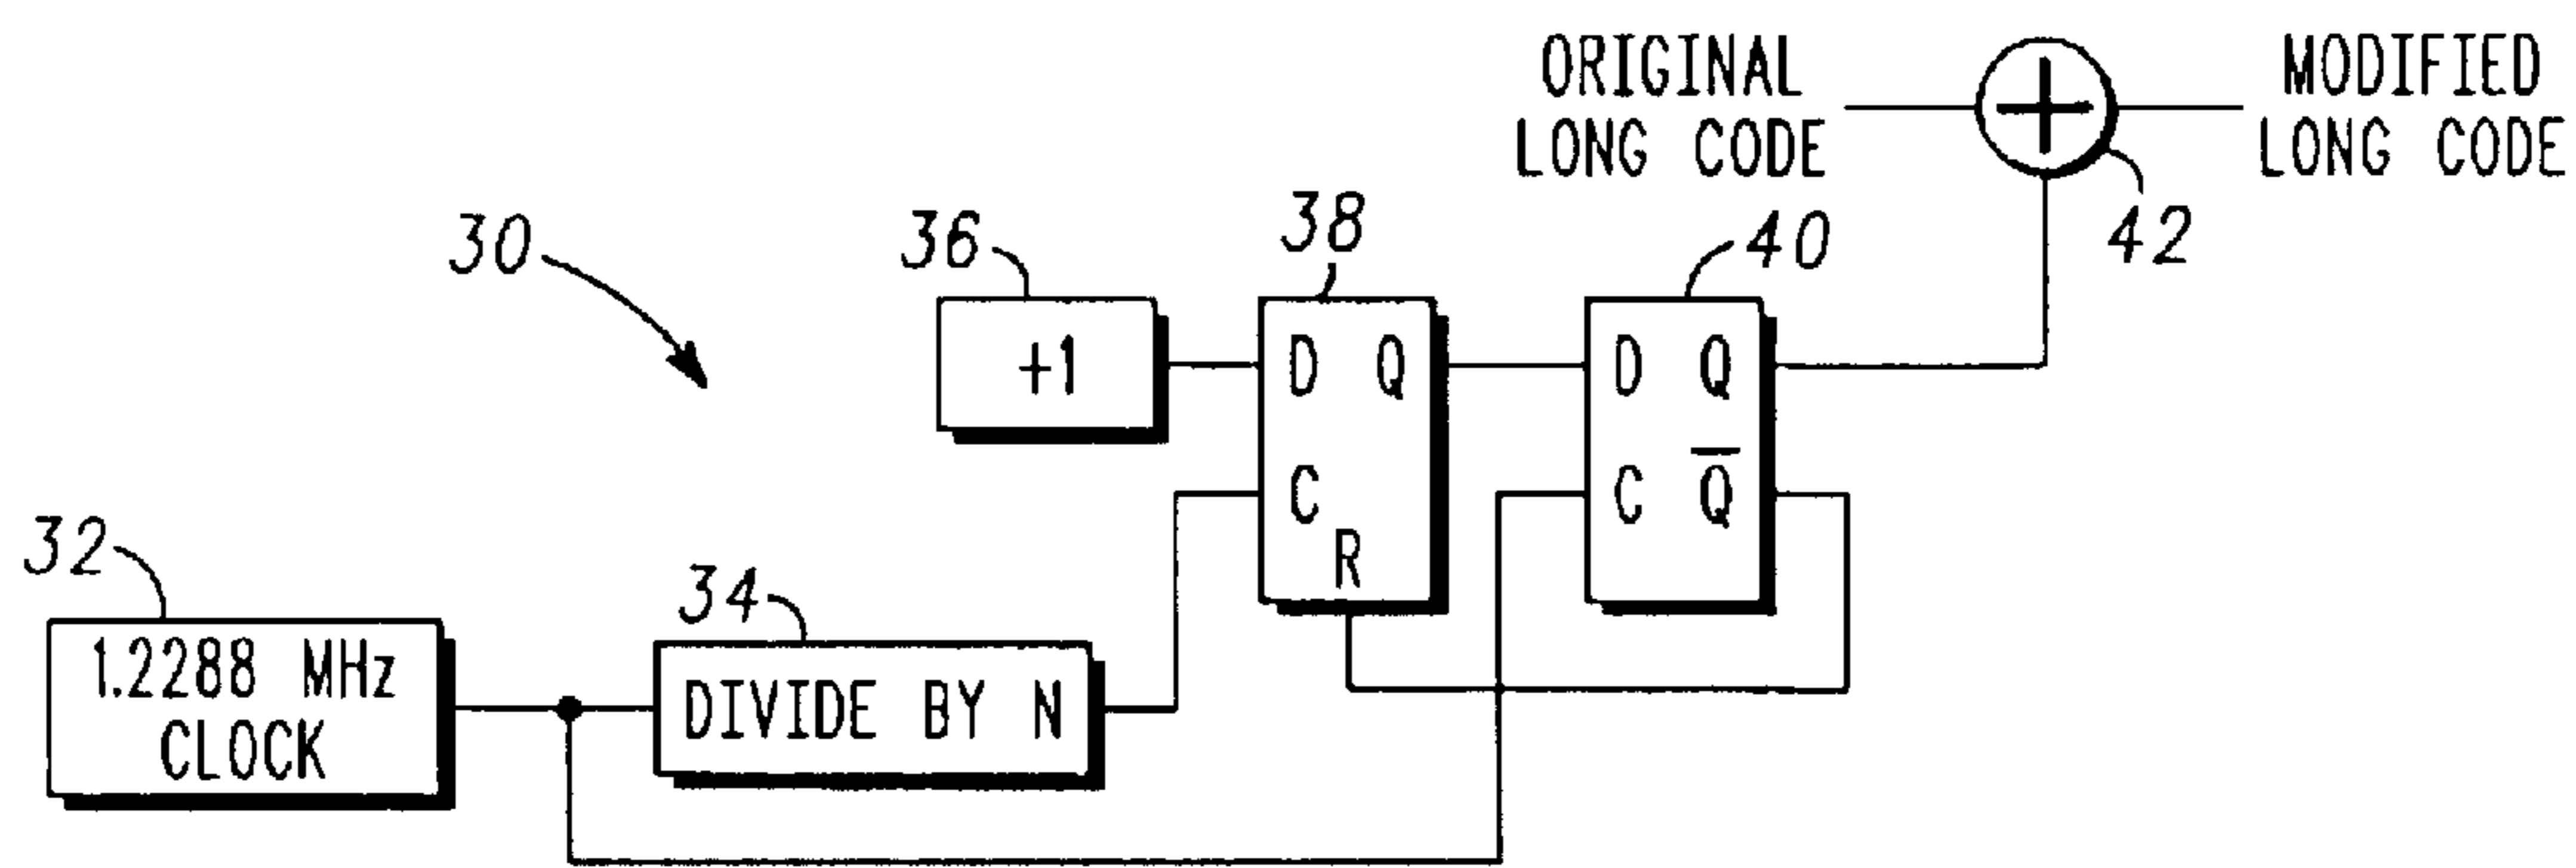 ORIGINAL
LONG CODE
MODIFIED
LONG CODE
30
36
38
40
42
+1
D Q
C
R
D Q
C Q̅
32
1.2288 MHz
CLOCK
34
DIVIDE BY N